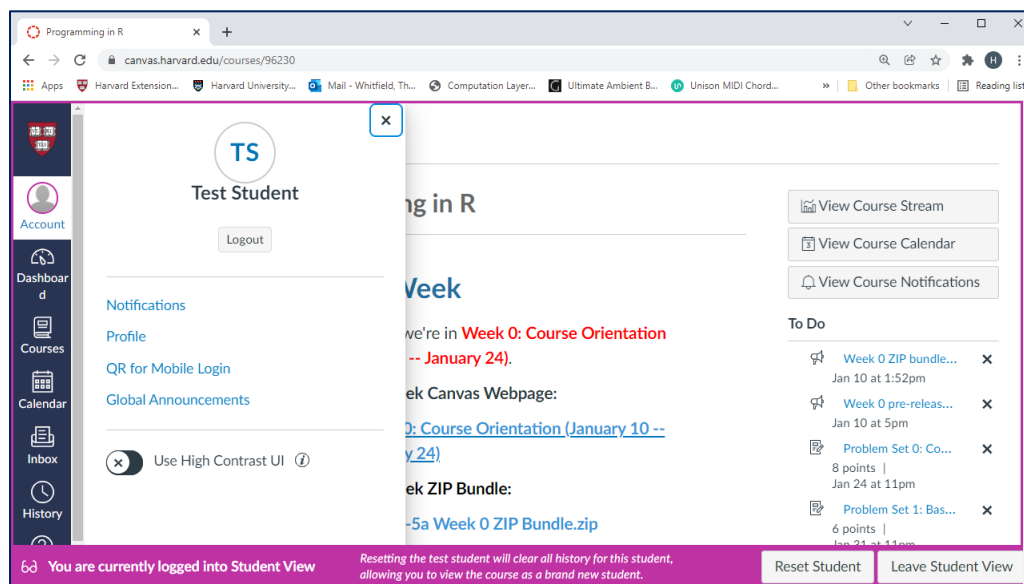 Programming in R
canvas.harvard.edu/courses/96230
H
Apps Harvard Extension... Harvard University... Mail - Whitfield, Th... Computation Layer... Ultimate Ambient B... Unison MIDI Chord... » Other bookmarks Reading list
Account
Dashboar
d
Courses
Calendar
Inbox
History
TS
Test Student
Logout
Notifications
Profile
QR for Mobile Login
Global Announcements
Use High Contrast UI
ng in R
Week
we're in Week 0: Course Orientation
-- January 24).
ek Canvas Webpage:
0: Course Orientation (January 10 --
y 24)
ek ZIP Bundle:
-5a Week 0 ZIP Bundle.zip
View Course Stream
3 View Course Calendar
View Course Notifications
To Do
Week 0 ZIP bundle...
Jan 10 at 1:52pm
Week 0 pre-releas...
Jan 10 at 5pm
Problem Set 0: Co...
8 points |
Jan 24 at 11pm
Problem Set 1: Bas...
6 points |
Jan 31 at 11pm
You are currently logged into Student View
Resetting the test student will clear all history for this student,
allowing you to view the course as a brand new student.
Reset Student
Leave Student View